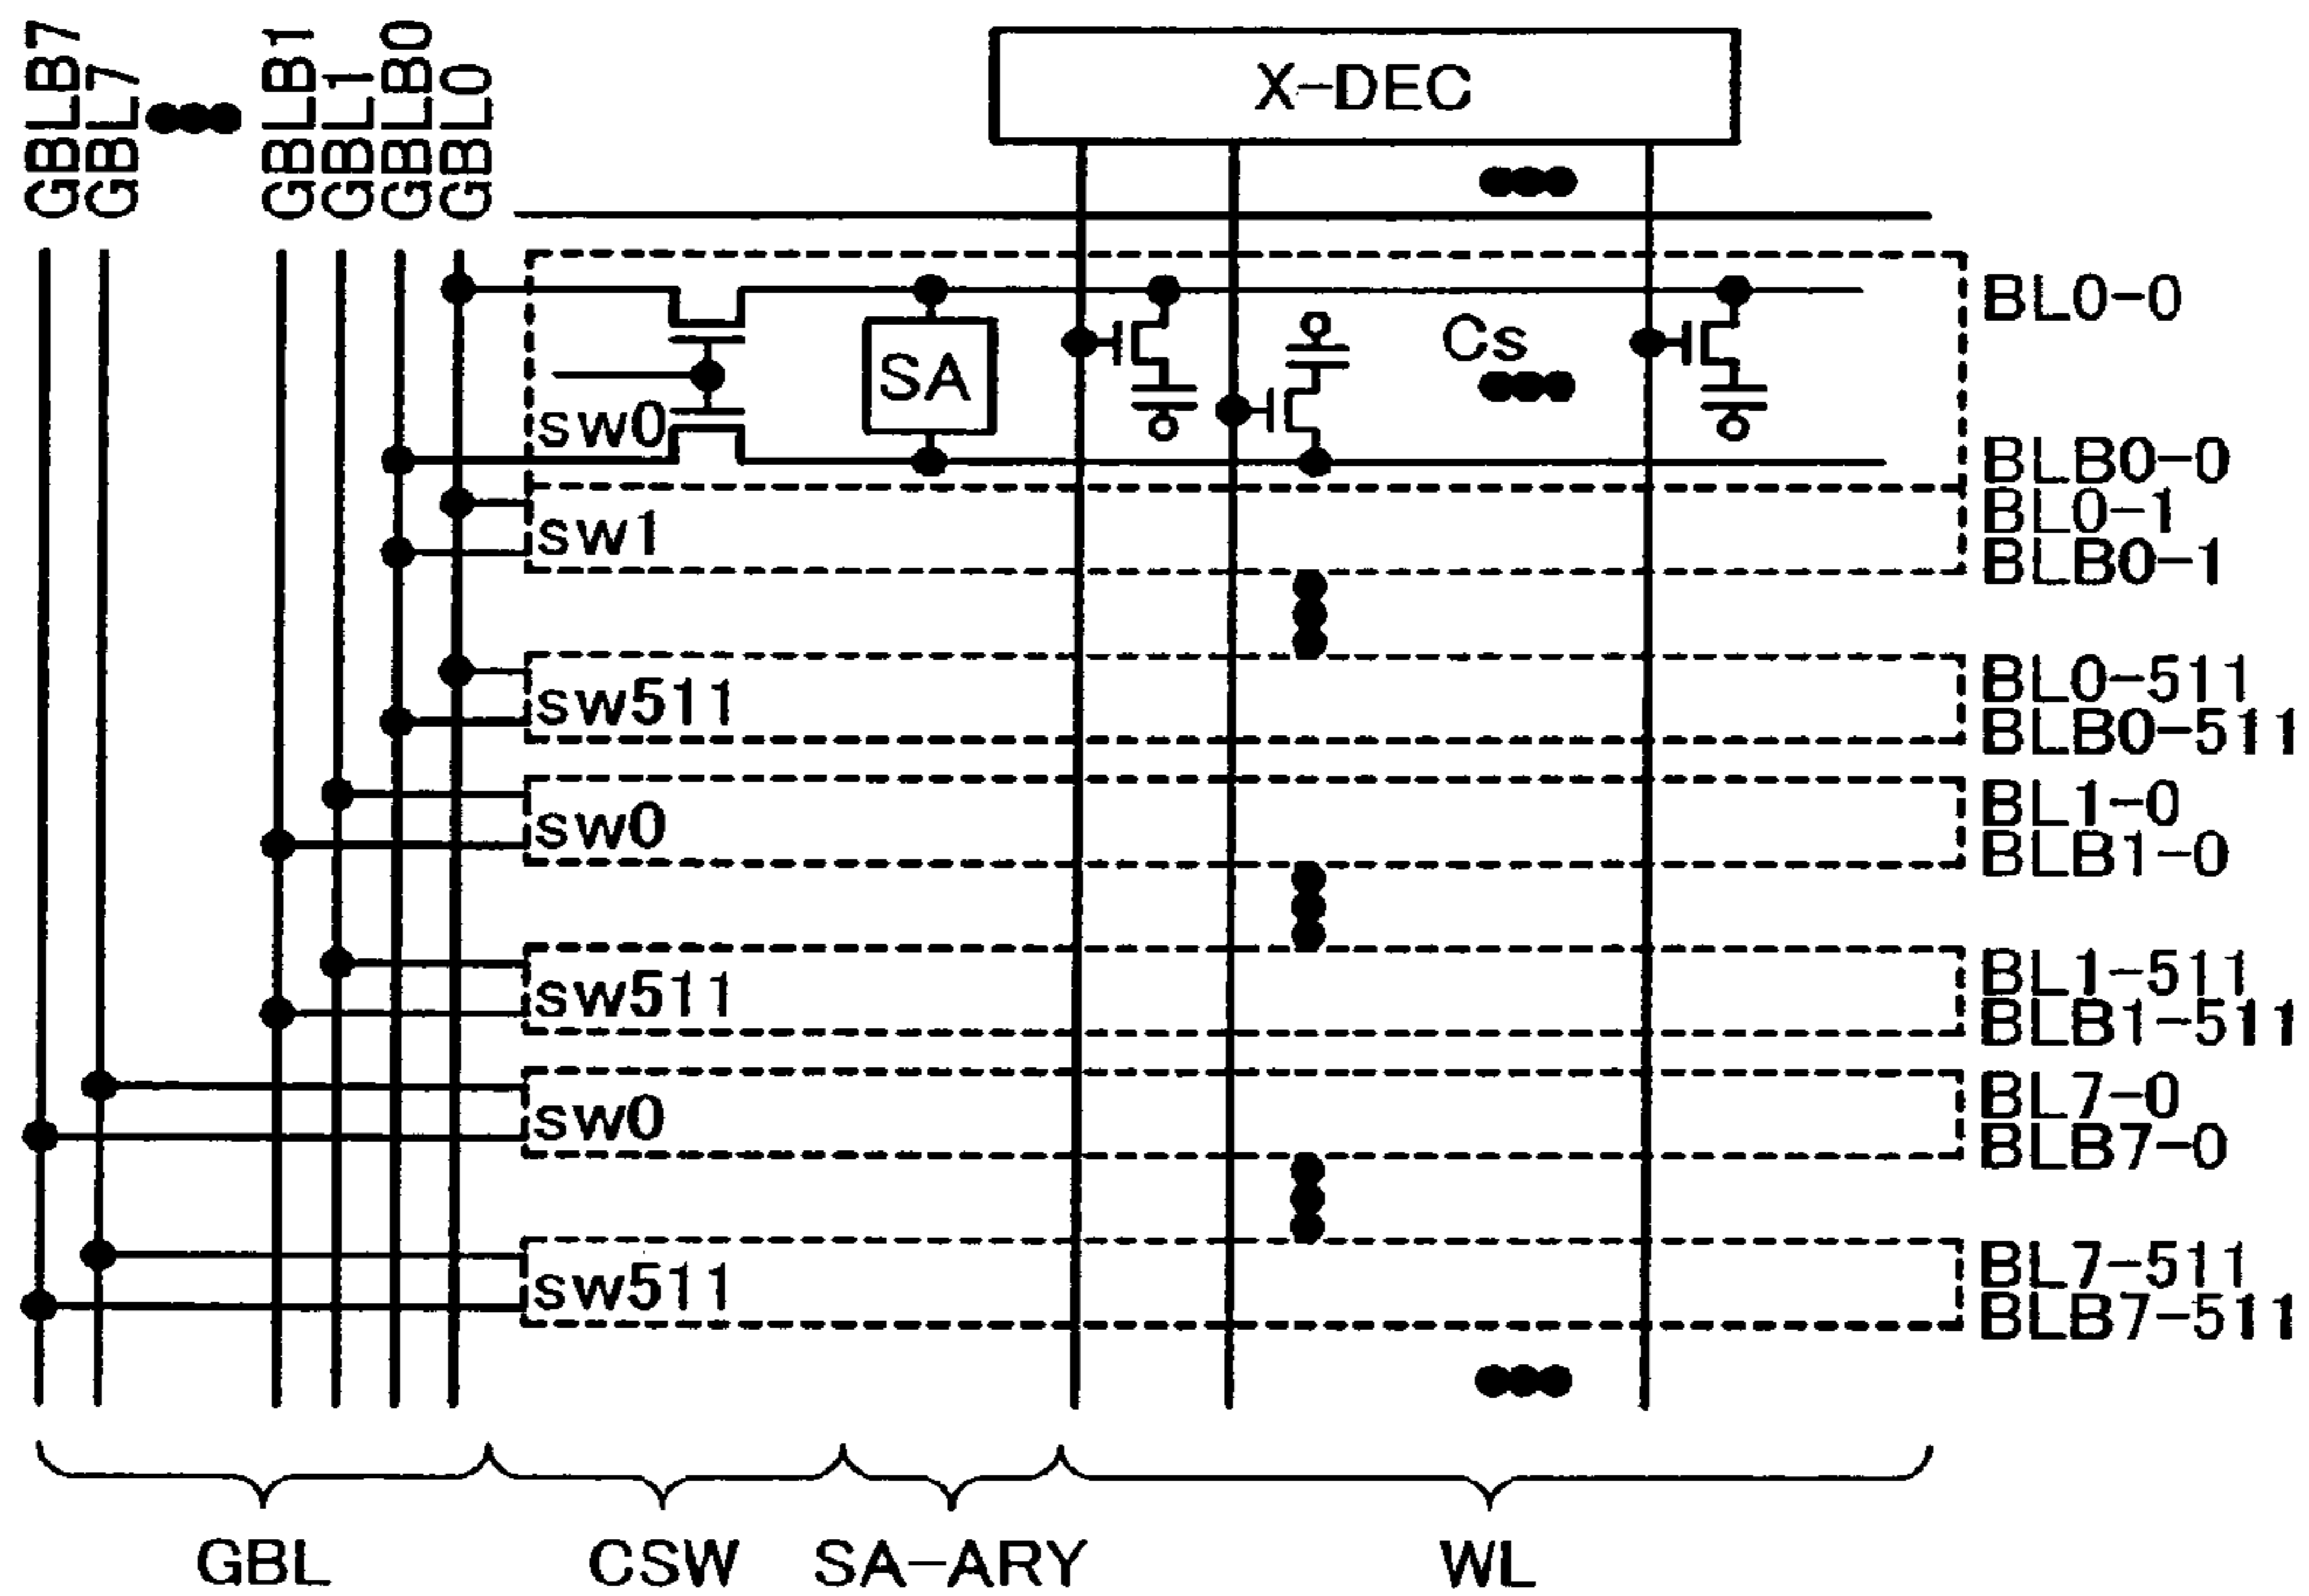 GBLB7
GBL7
GBLB1
GBL1
GBLB0
GBL0
X-DEC
BL0-0
Cs
SA
sw0
BLB0-0
BL0-1
sw1
BLB0-1
BL0-511
sw511
BLB0-511
BL1-0
sw0
BLB1-0
BL1-511
sw511
BLB1-511
BL7-0
sw0
BLB7-0
BL7-511
sw511
BLB7-511
GBL
CSW
SA-ARY
WL